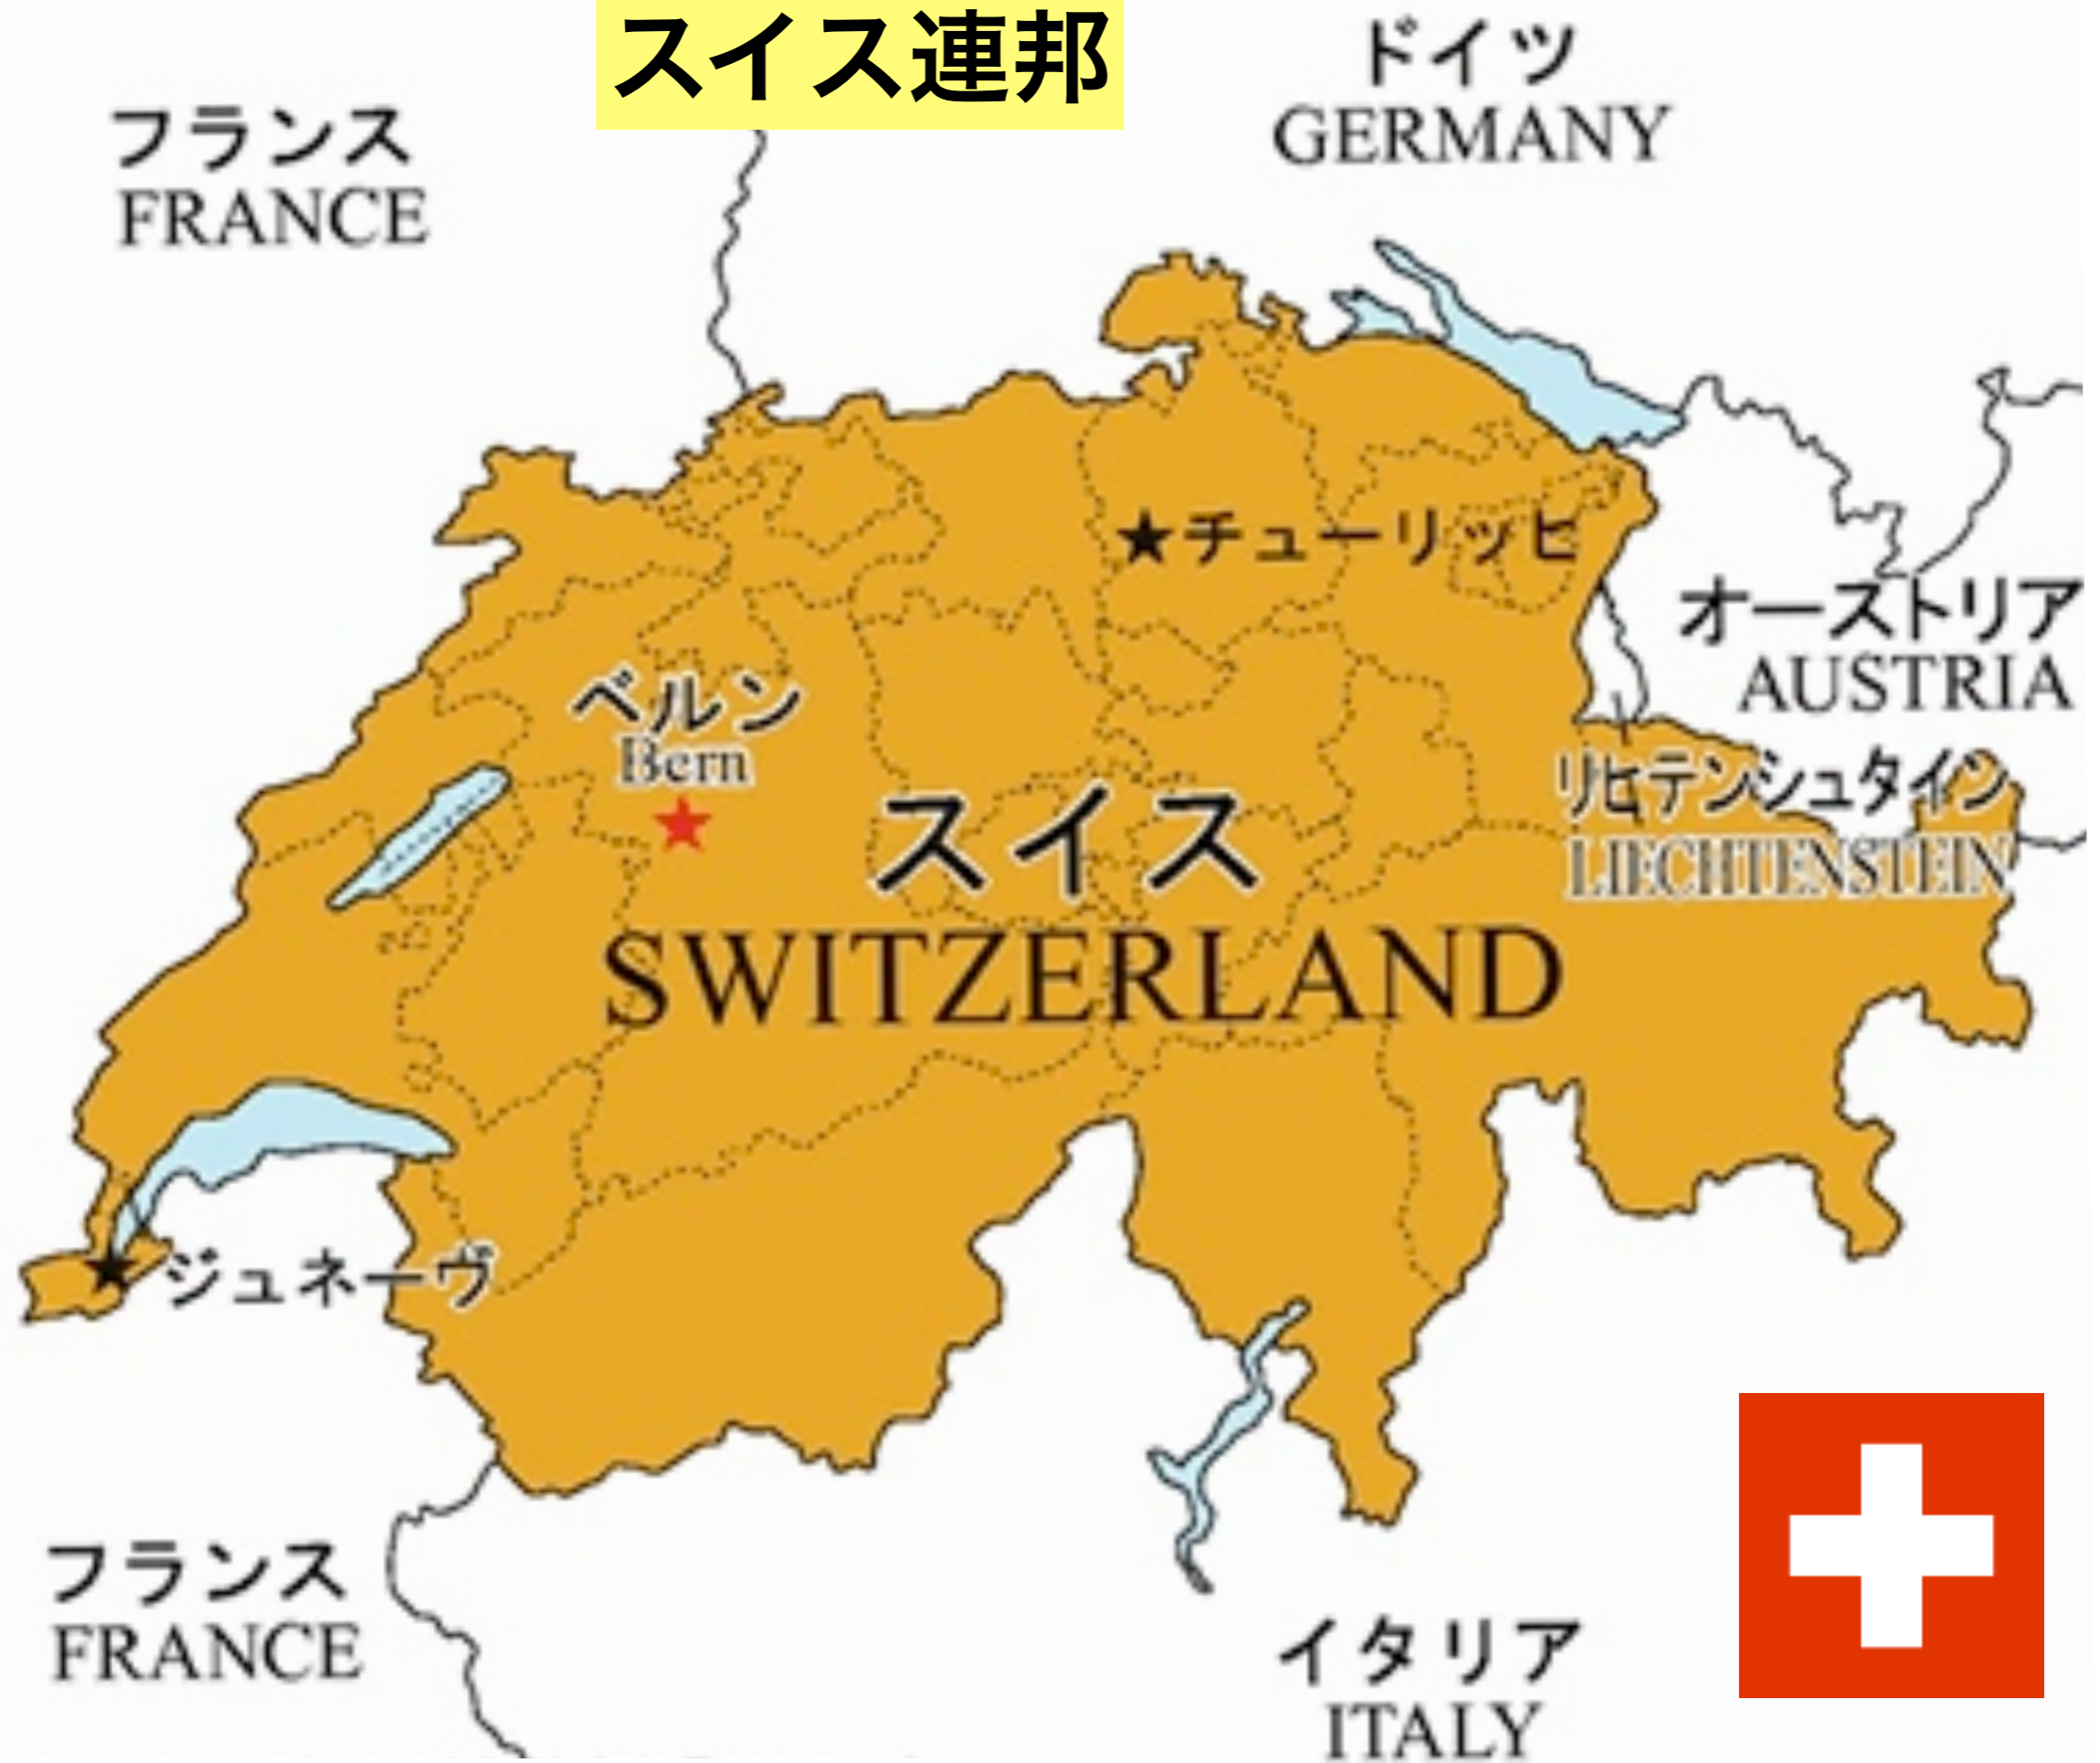 スイス連邦
ドイツ
GERMANY
フランス
FRANCE
★チューリッヒ
オーストリア
AUSTRIA
ベルン
Bern
リヒテンシュタイン
LIECHTENSTEIN
スイス
SWITZERLAND
ジュネーヴ
フランス
FRANCE
イタリア
ITALY